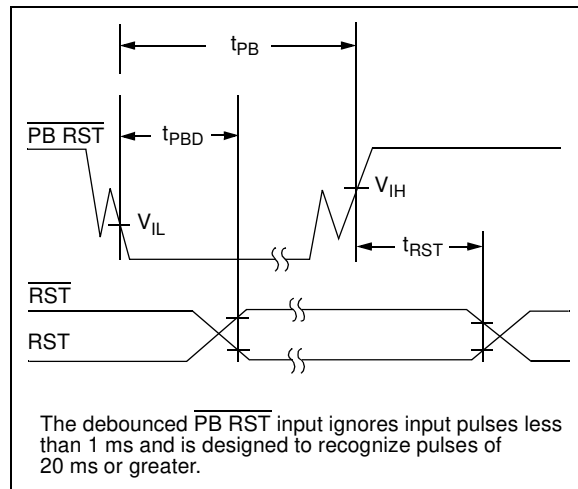 tPB
tPBD
PB RST
VIL
VIH
tRST
RST
RST
The debounced PB RST input ignores input pulses less
than 1 ms and is designed to recognize pulses of
20 ms or greater.